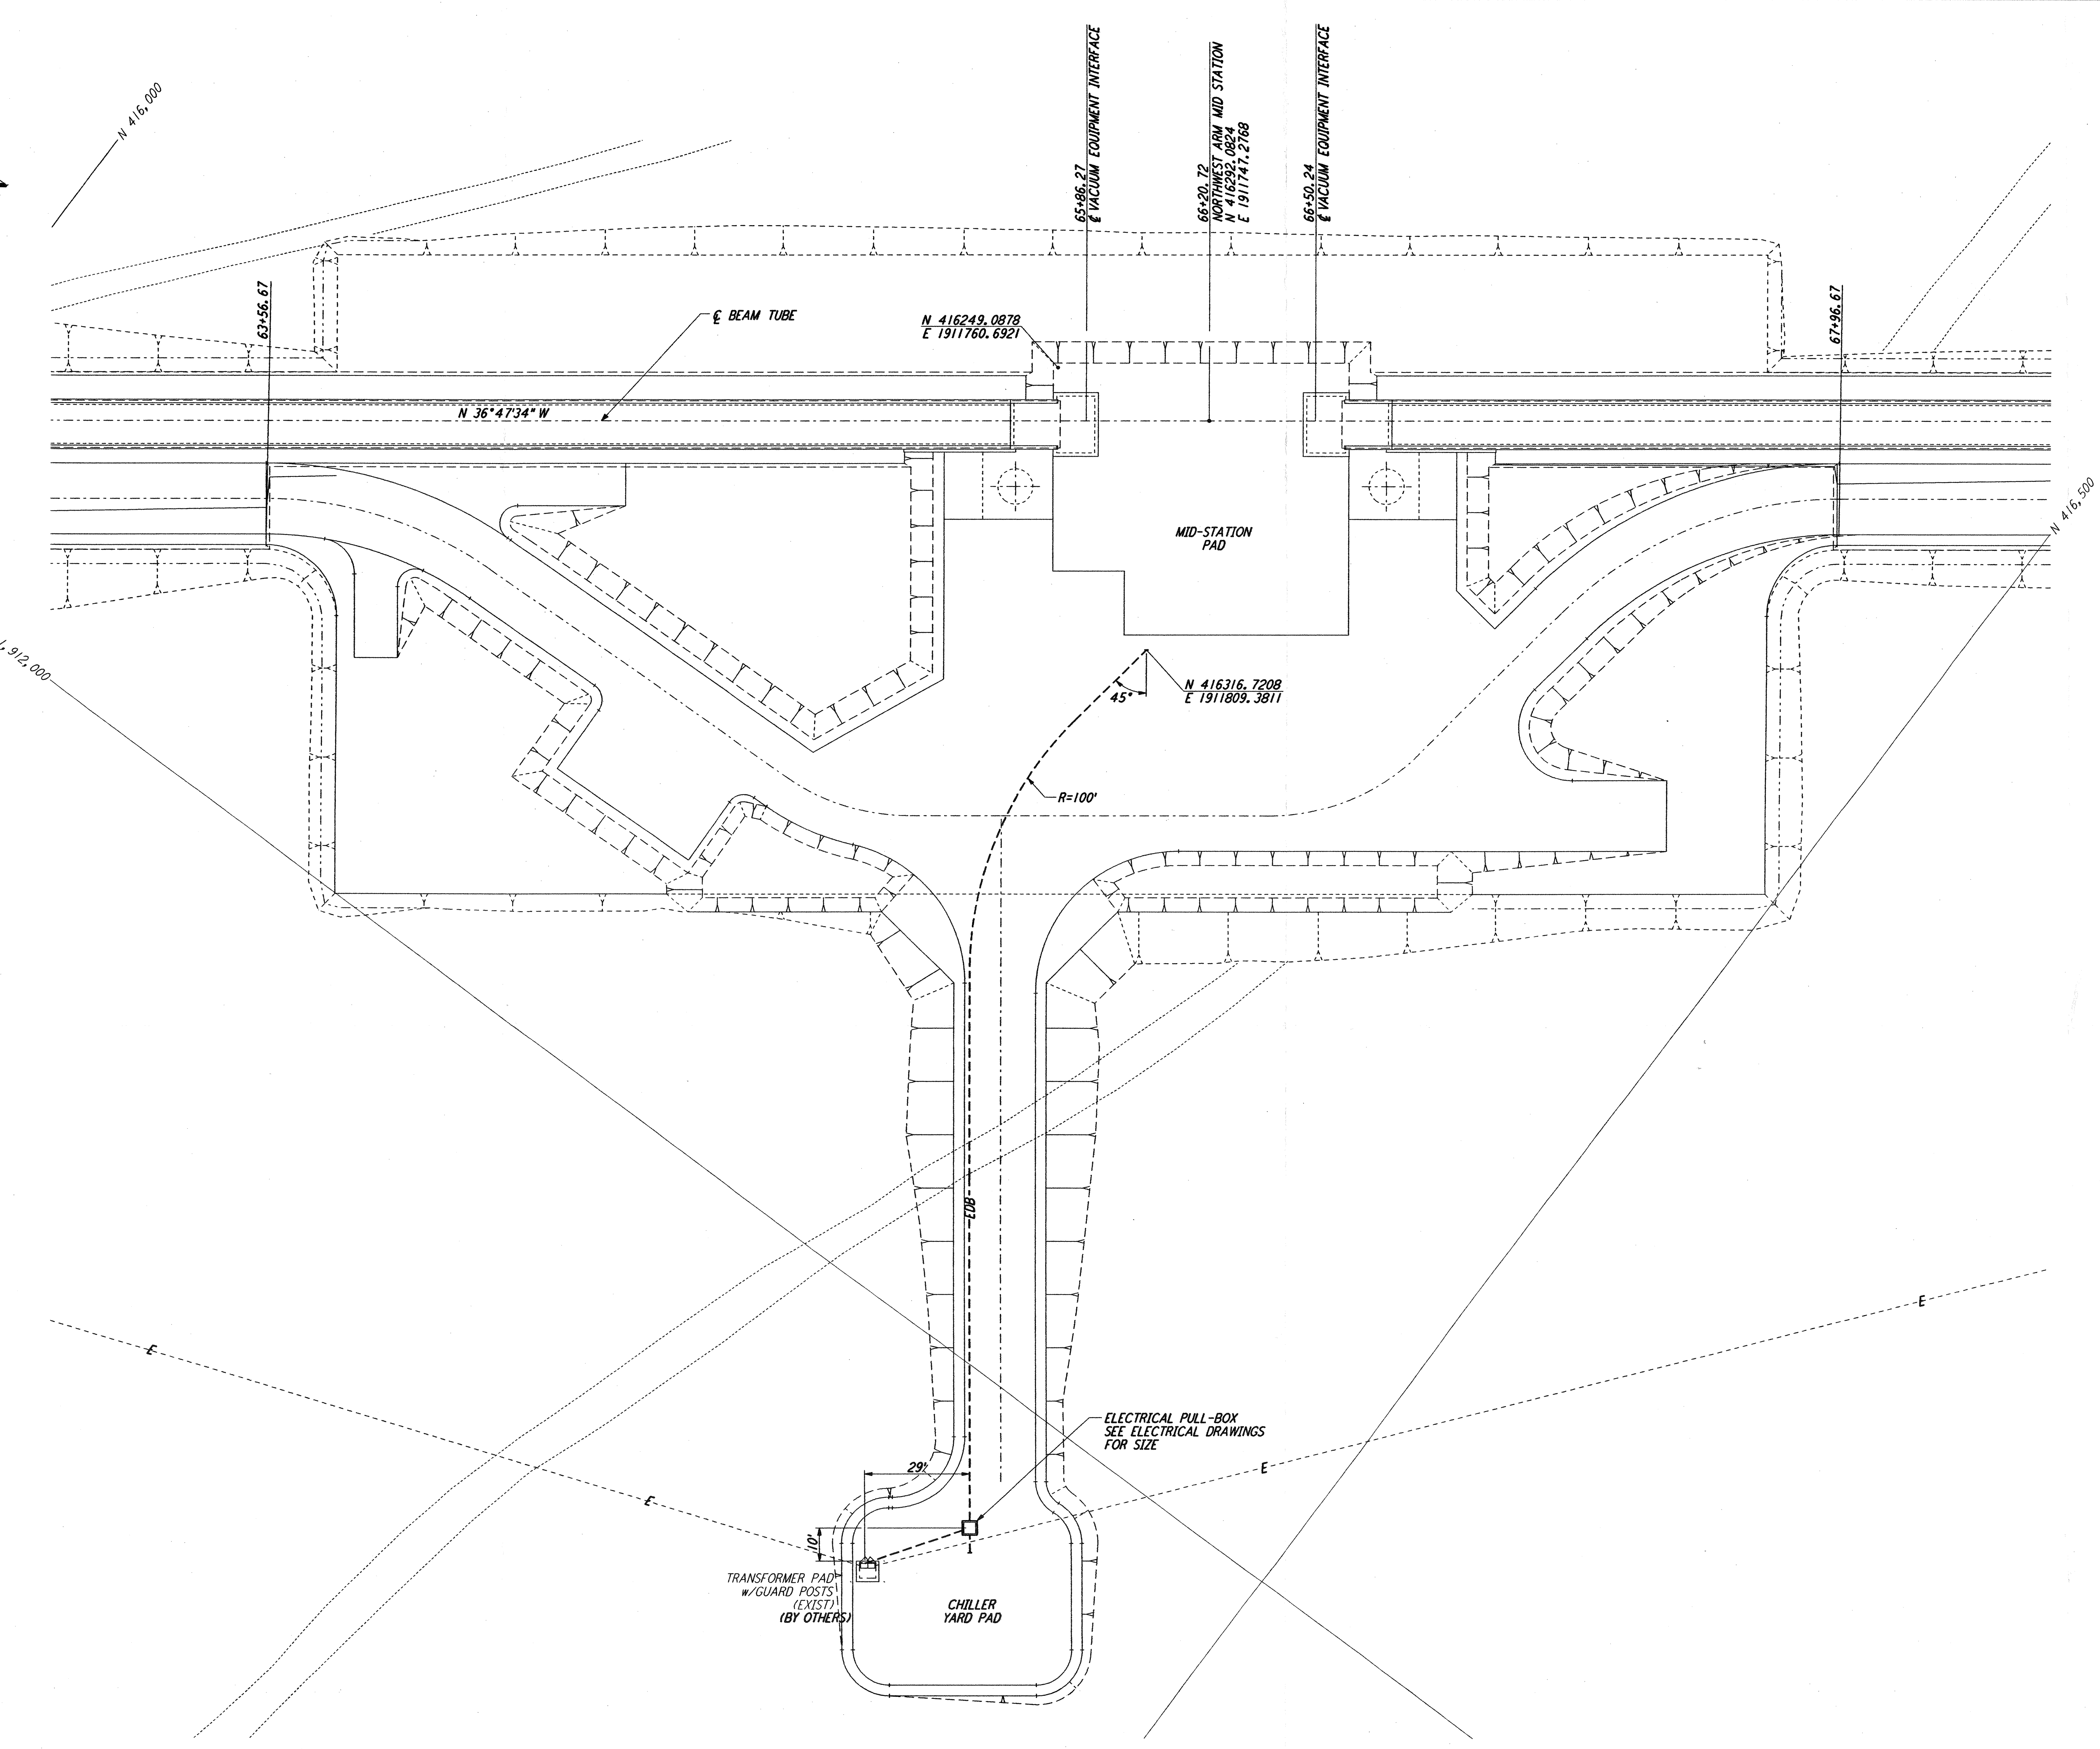 N 416,000
65+86.27
℄ VACUUM EQUIPMENT INTERFACE
66+20.72
NORTHWEST ARM MID STATION
N 416292.0824
E 1911747.2768
66+50.24
℄ VACUUM EQUIPMENT INTERFACE
63+56.67
℄ BEAM TUBE
N 416249.0878
E 1911760.6921
67+96.67
N 36°47'34" W
N 416,500
MID-STATION
PAD
912,000
45°
N 416316.7208
E 1911809.3811
R=100'
EDB
E
E
E
E
ELECTRICAL PULL-BOX
SEE ELECTRICAL DRAWINGS
FOR SIZE
29'
10'
TRANSFORMER PAD
w/GUARD POSTS
(EXIST)
(BY OTHERS)
CHILLER
YARD PAD